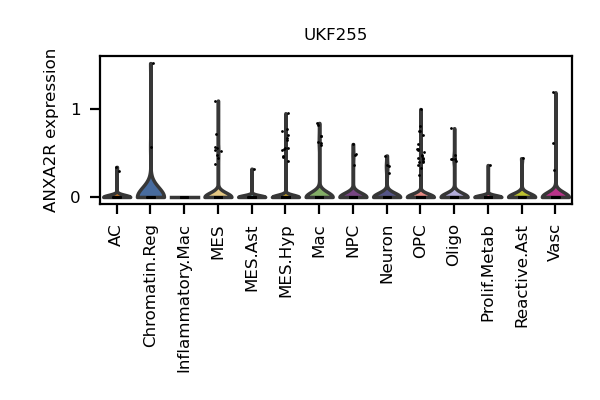 UKF255
ANXA2R expression
1
0
AC
Chromatin.Reg
Inflammatory.Mac
MES
MES.Ast
MES.Hyp
Mac
NPC
Neuron
OPC
Oligo
Prolif.Metab
Reactive.Ast
Vasc